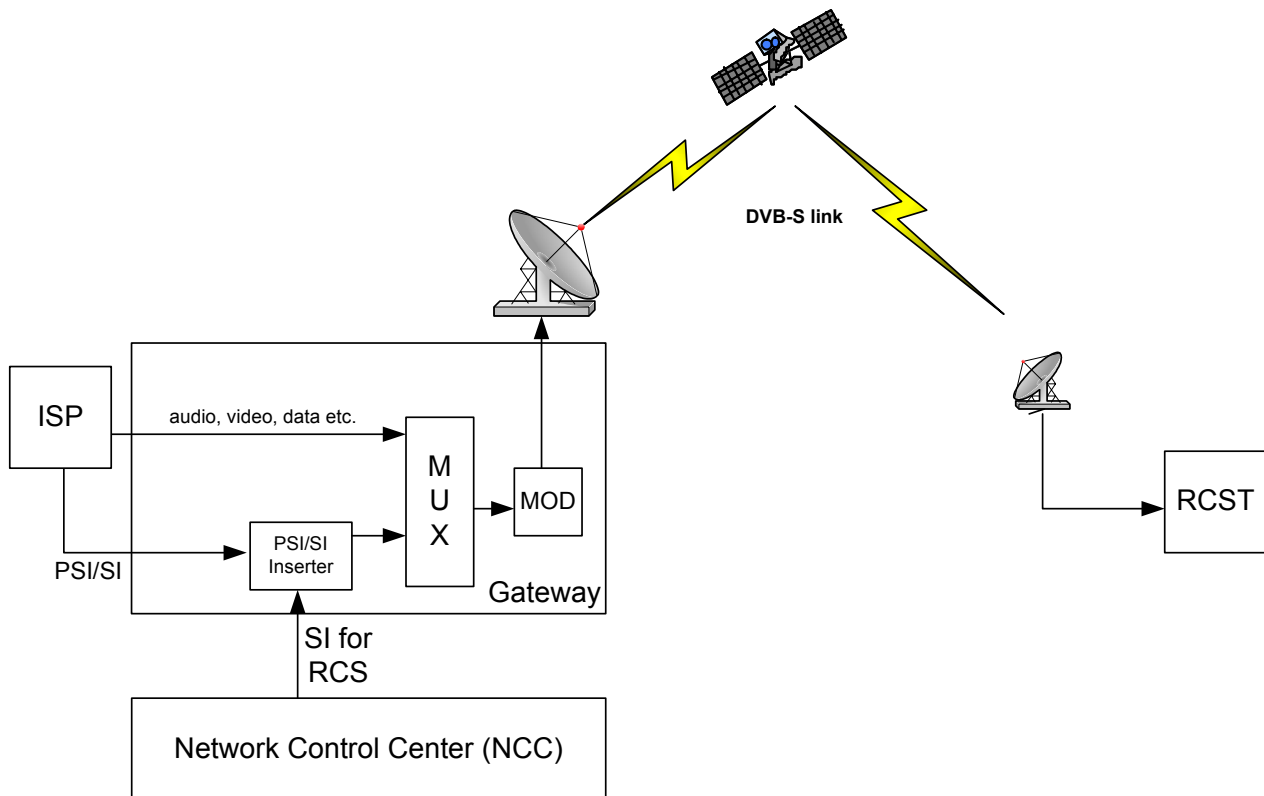 DVB-S link
ISP
audio, video, data etc.
M
U
X
MOD
RCST
PSI/SI
Inserter
PSI/SI
Gateway
SI for
RCS
Network Control Center (NCC)